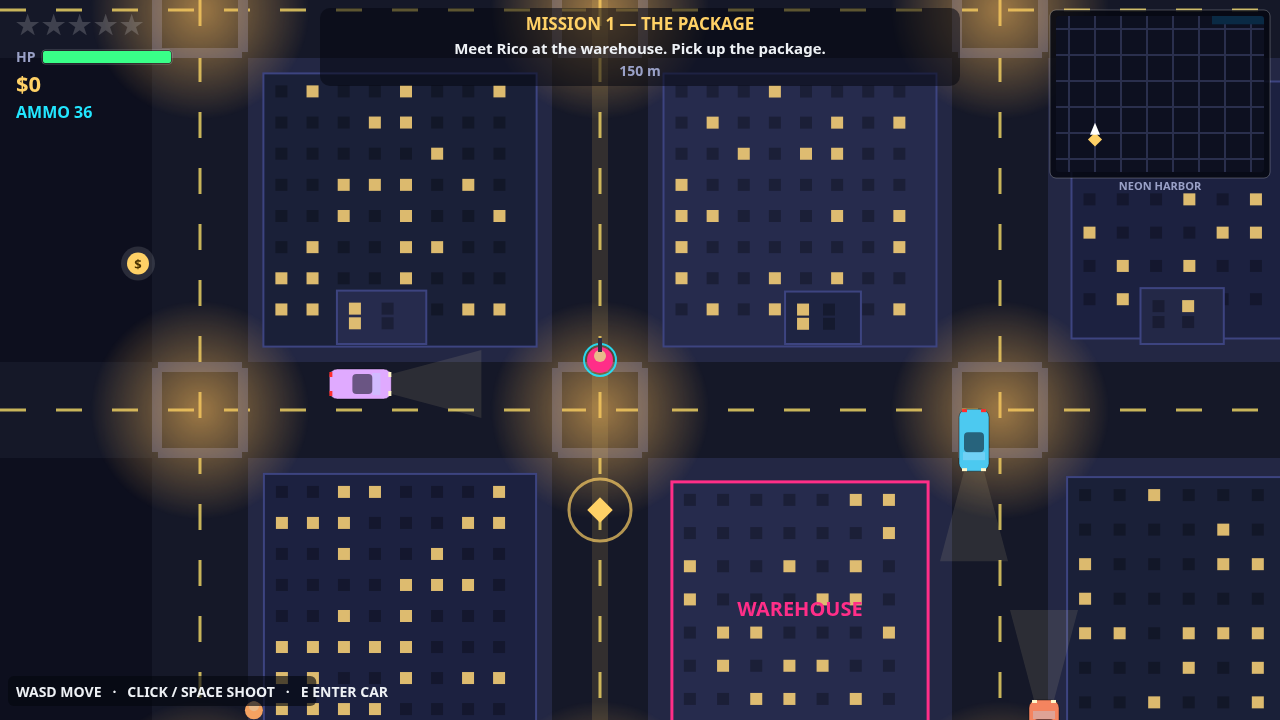 MISSION 1 — THE PACKAGE
Meet Rico at the warehouse. Pick up the package.
150 m
HP
$0
AMMO 36
NEON HARBOR
$
WAREHOUSE
WASD MOVE · CLICK / SPACE SHOOT · E ENTER CAR